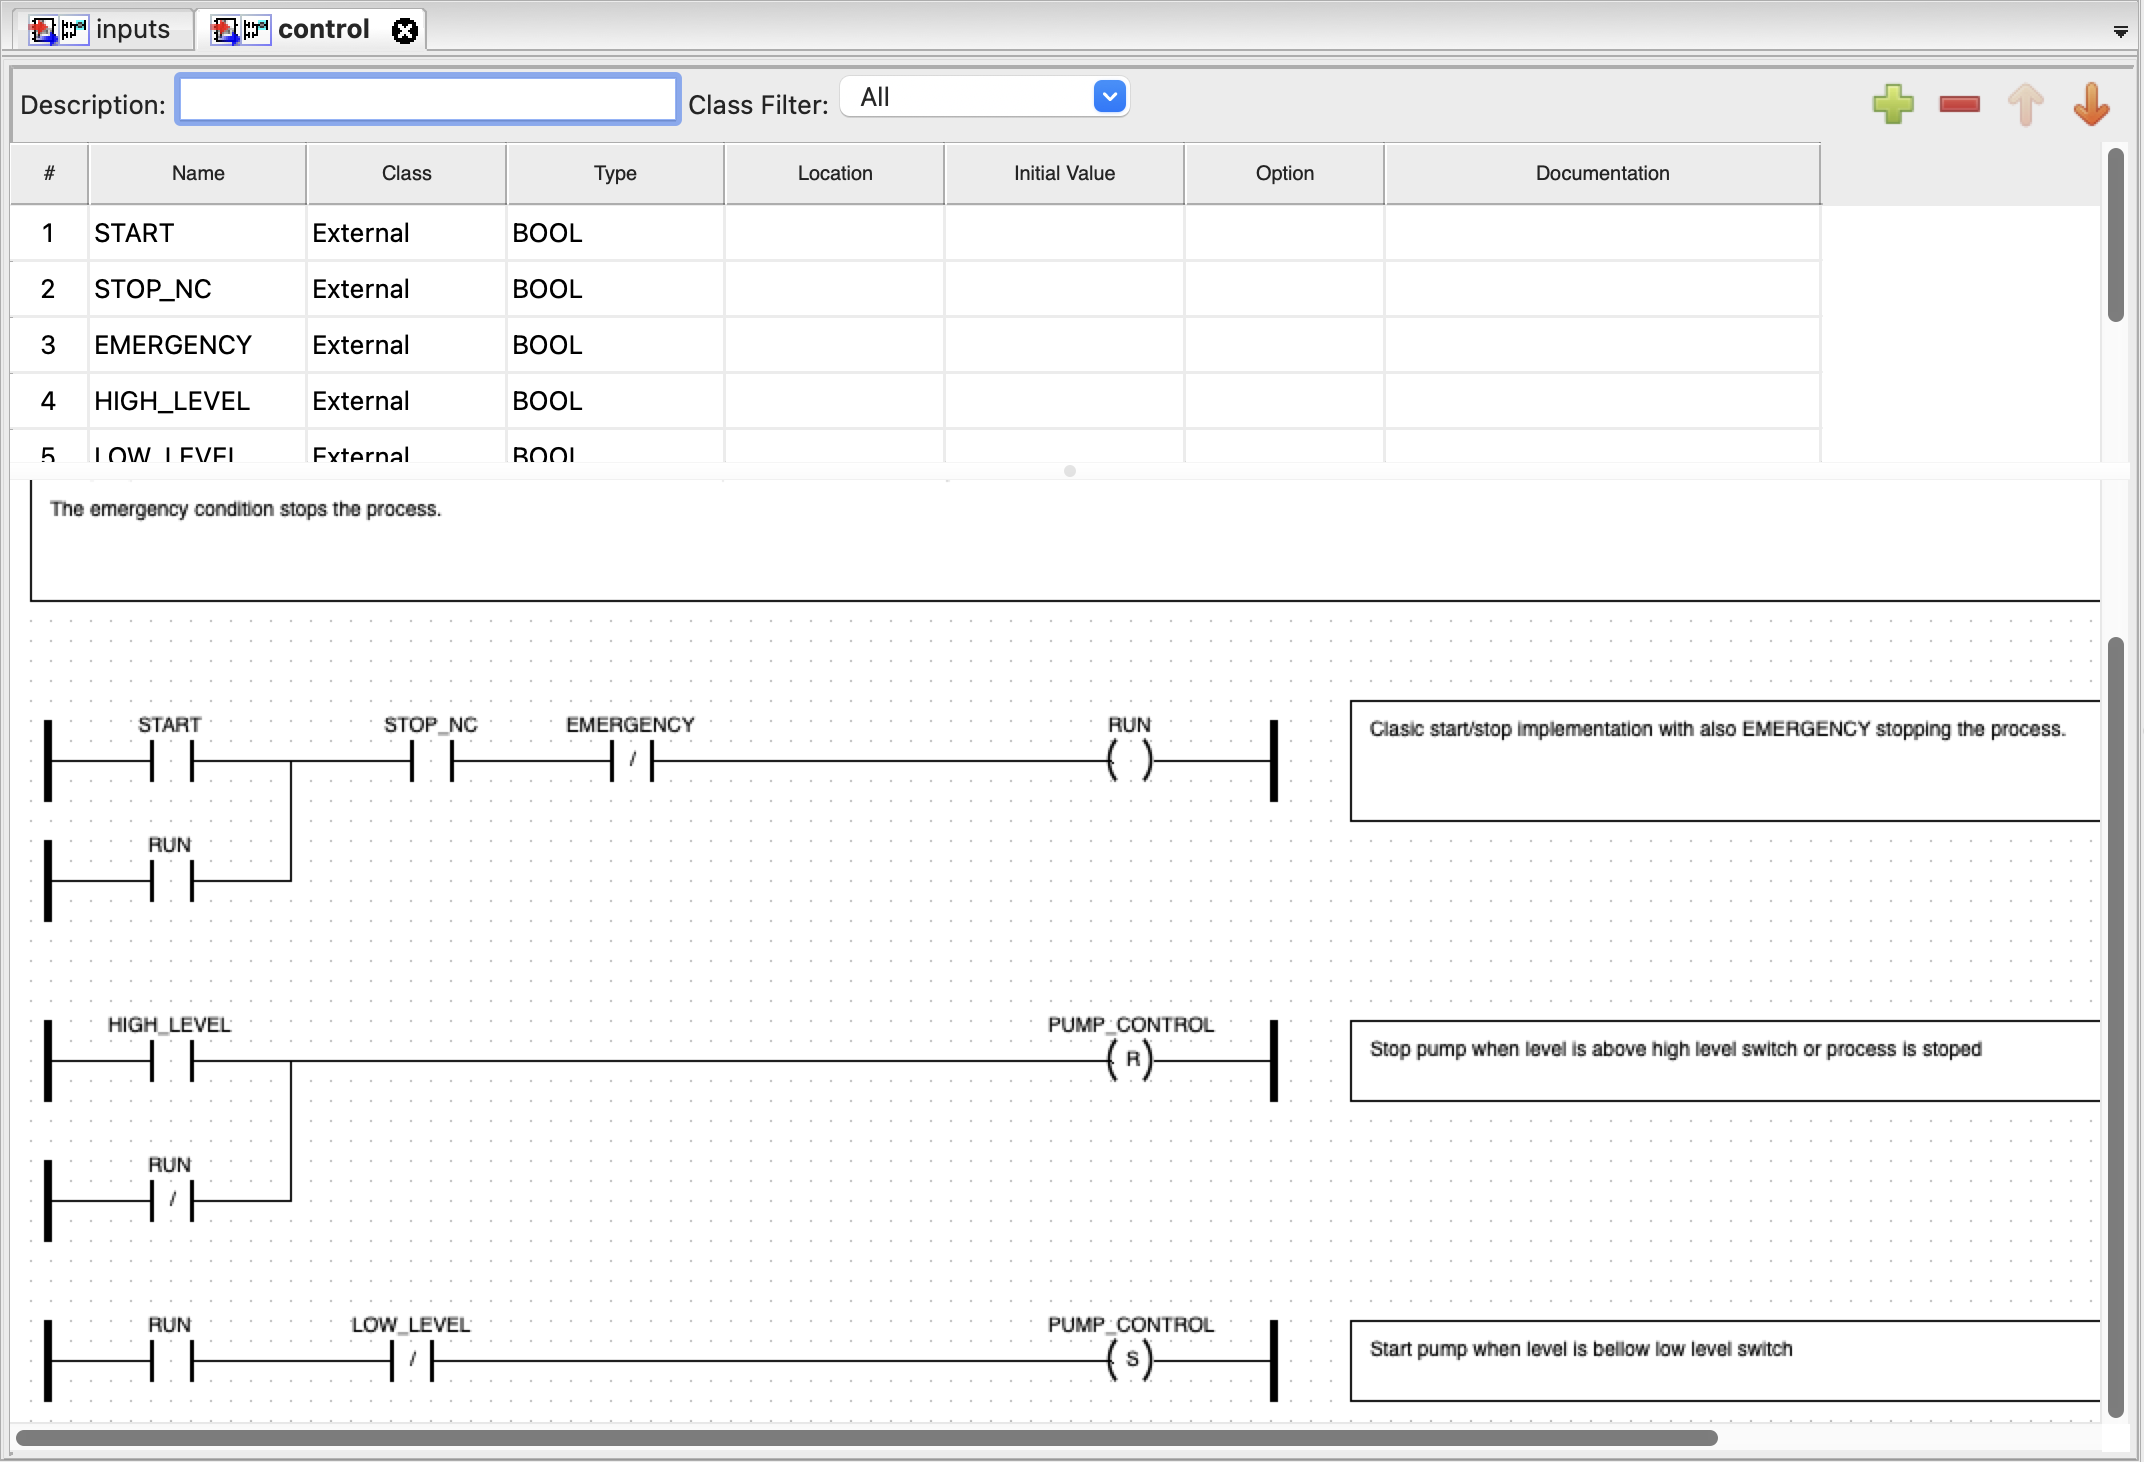 inputs control
Description: Class Filter: All
# Name Class Type Location Initial Value Option Documentation
1 START External BOOL
2 STOP_NC External BOOL
3 EMERGENCY External BOOL
4 HIGH_LEVEL External BOOL
5 LOW_LEVEL External BOOL
The emergency condition stops the process.
START STOP_NC EMERGENCY RUN
/
Clasic start/stop implementation with also EMERGENCY stopping the process.
RUN
HIGH_LEVEL PUMP_CONTROL
R
Stop pump when level is above high level switch or process is stoped
RUN
/
RUN LOW_LEVEL PUMP_CONTROL
/ S
Start pump when level is bellow low level switch